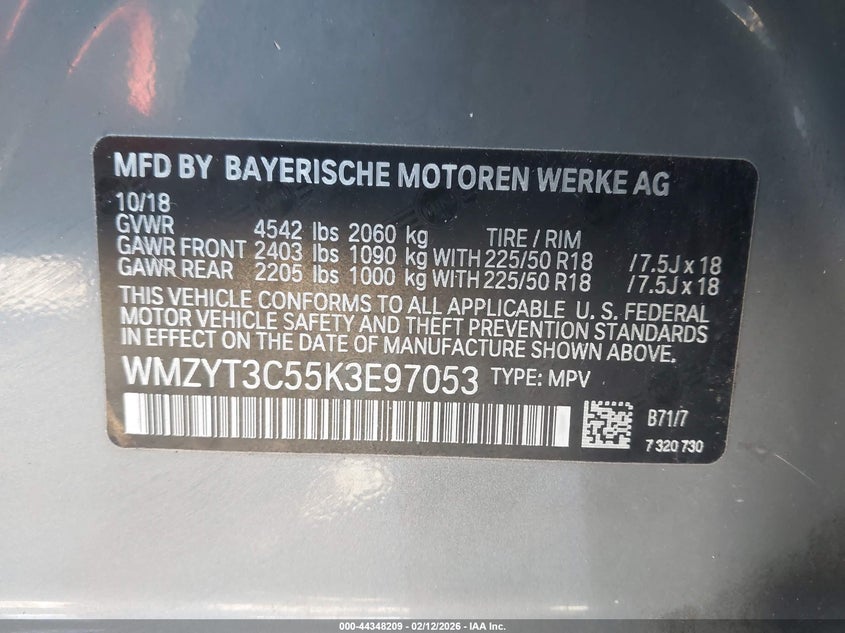 MFD BY BAYERISCHE MOTOREN WERKE AG
10/18
GVWR 4542 lbs 2060 kg TIRE / RIM
GAWR FRONT 2403 lbs 1090 kg WITH 225/50 R18 /7.5J x 18
GAWR REAR 2205 lbs 1000 kg WITH 225/50 R18 /7.5J x 18
THIS VEHICLE CONFORMS TO ALL APPLICABLE U. S. FEDERAL
MOTOR VEHICLE SAFETY AND THEFT PREVENTION STANDARDS
IN EFFECT ON THE DATE OF MANUFACTURE SHOWN ABOVE.
WMZYT3C55K3E97053 TYPE: MPV
B71/7
7 320 730
000-44348209 - 02/12/2026 - IAA Inc.